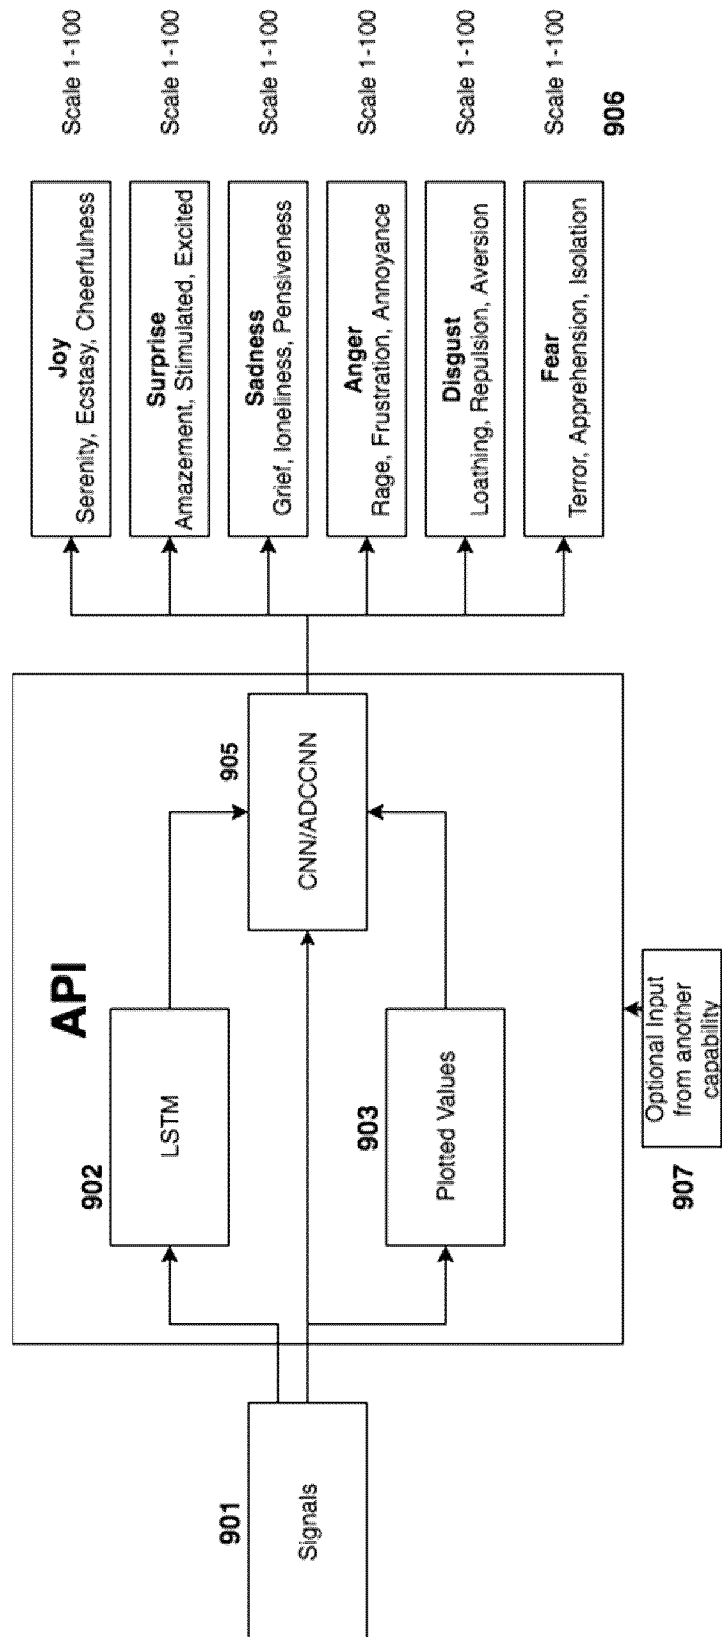 901
Signals
API
902
LSTM
903
Plotted Values
905
CNN/ADCCNN
907
Optional Input
from another
capability
Joy
Serenity, Ecstasy, Cheerfulness
Scale 1-100
Surprise
Amazement, Stimulated, Excited
Scale 1-100
Sadness
Grief, loneliness, Pensiveness
Scale 1-100
Anger
Rage, Frustration, Annoyance
Scale 1-100
Disgust
Loathing, Repulsion, Aversion
Scale 1-100
Fear
Terror, Apprehension, Isolation
Scale 1-100
906